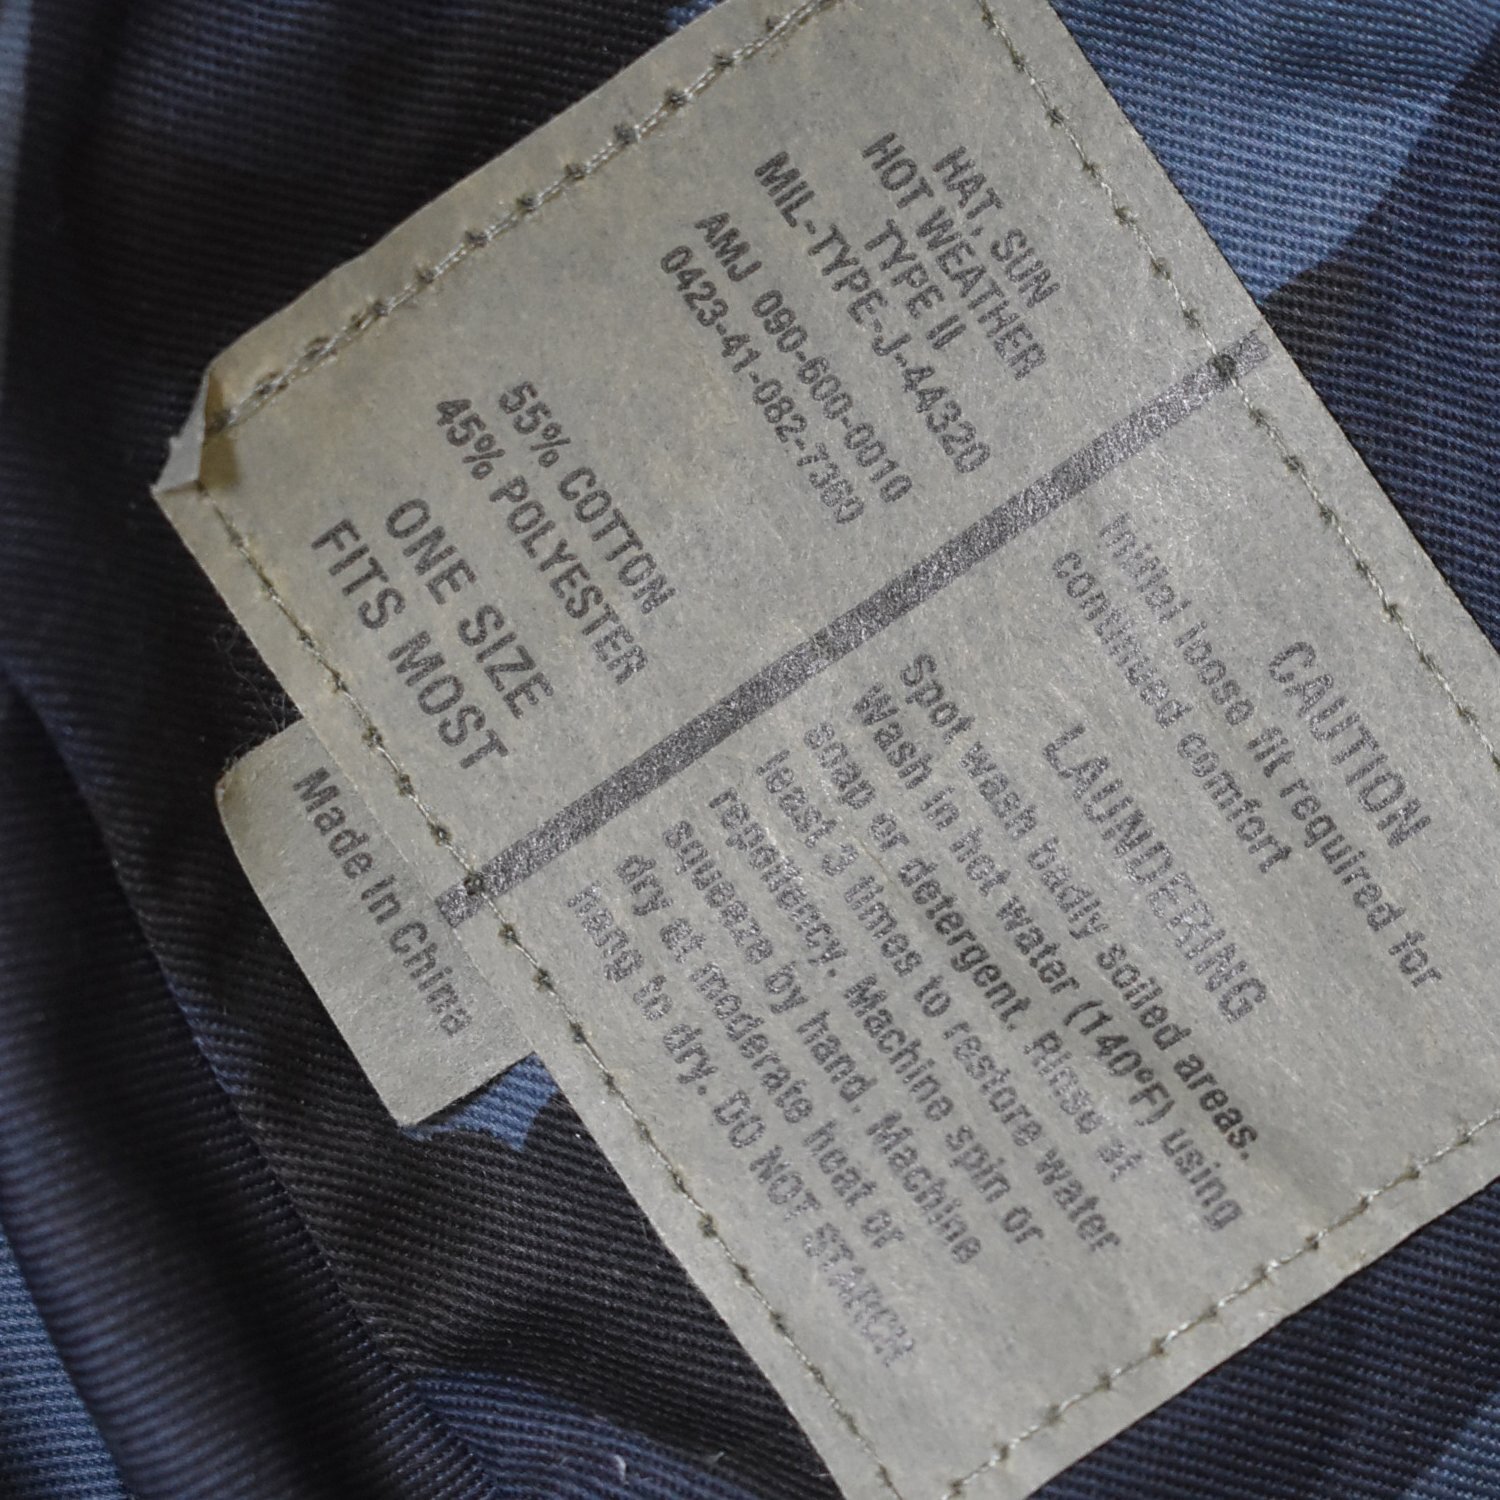 HAT, SUN
HOT WEATHER
TYPE II
MIL-TYPE-J-44320
AMJ 090-600-0010
0423-41-082-7360
55% COTTON
45% POLYESTER
ONE SIZE
FITS MOST
CAUTION
Initial loose fit required for
continued comfort
LAUNDERING
Spot wash badly soiled areas.
Wash in hot water (140°F) using
soap or detergent. Rinse at
least 3 times to restore water
repallency. Machine spin or
squeeze by hand. Machine
dry at moderate heat or
hang to dry. DO NOT STARCH
Made In China